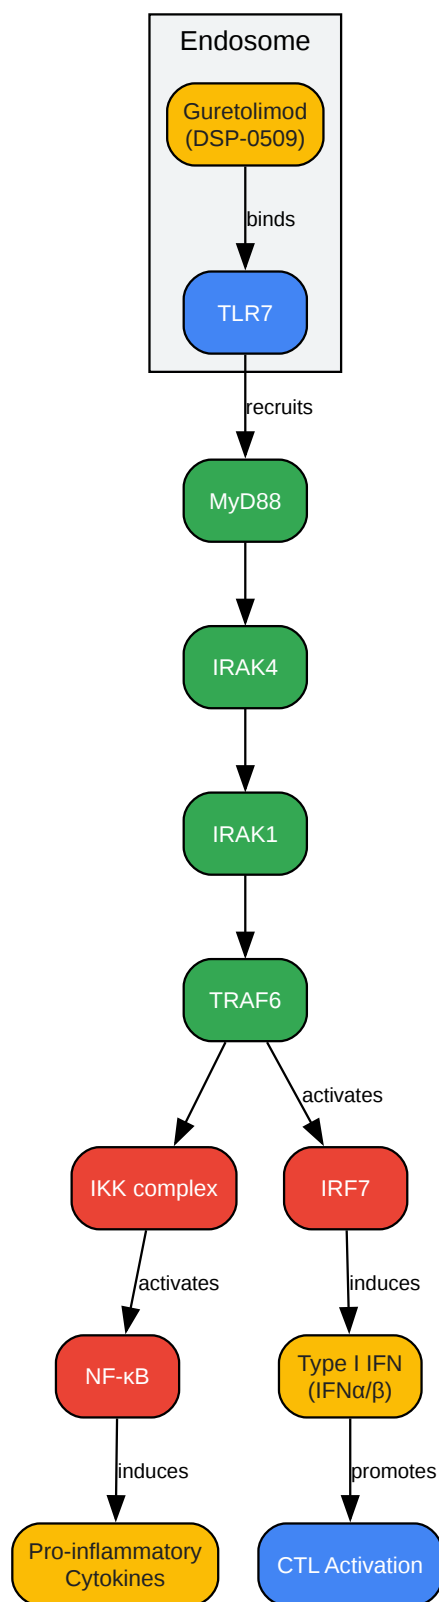 Endosome
Guretolimod
(DSP-0509)
binds
TLR7
recruits
MyD88
IRAK4
IRAK1
TRAF6
activates
IKK complex
IRF7
activates
induces
NF-κB
Type I IFN
(IFNα/β)
induces
promotes
Pro-inflammatory
Cytokines
CTL Activation